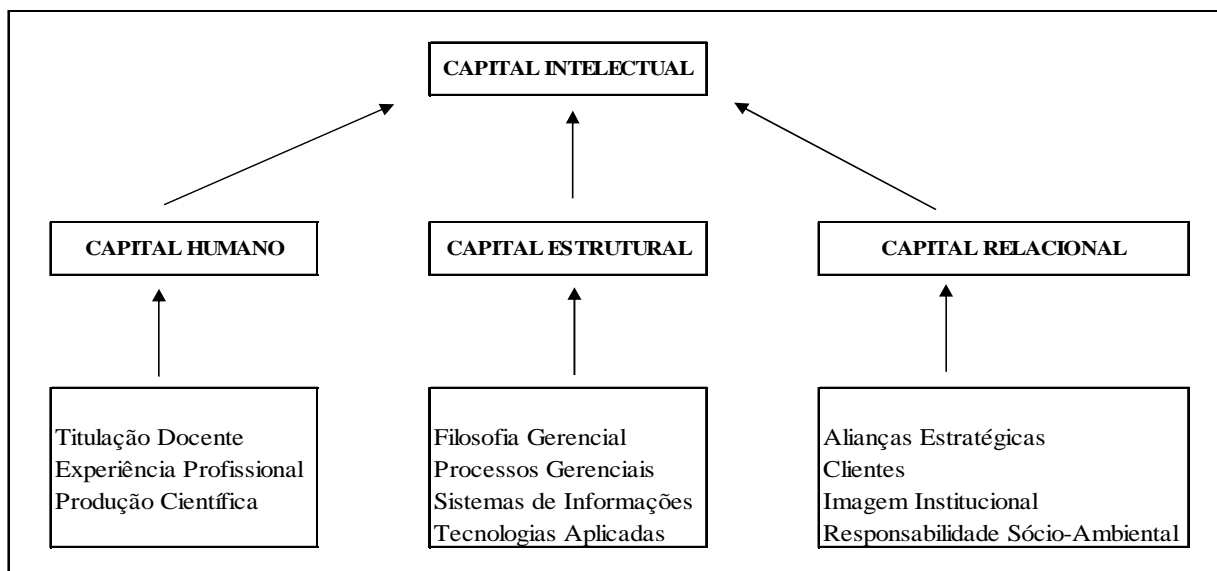 CAPITAL INTELECTUAL
CAPITAL HUMANO
CAPITAL ESTRUTURAL
CAPITAL RELACIONAL
Titulação Docente
Experiência Profissional
Produção Científica
Filosofia Gerencial
Processos Gerenciais
Sistemas de Informações
Tecnologias Aplicadas
Alianças Estratégicas
Clientes
Imagem Institucional
Responsabilidade Sócio-Ambiental